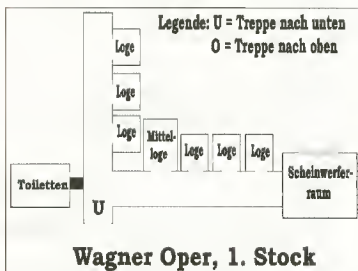 Legende: U = Treppe nach unten
O = Treppe nach oben
Loge
Loge
Loge
Mittel-
loge
Loge
Loge
Loge
Toiletten
U
Scheinwerfer-
raum
Wagner Oper, 1. Stock